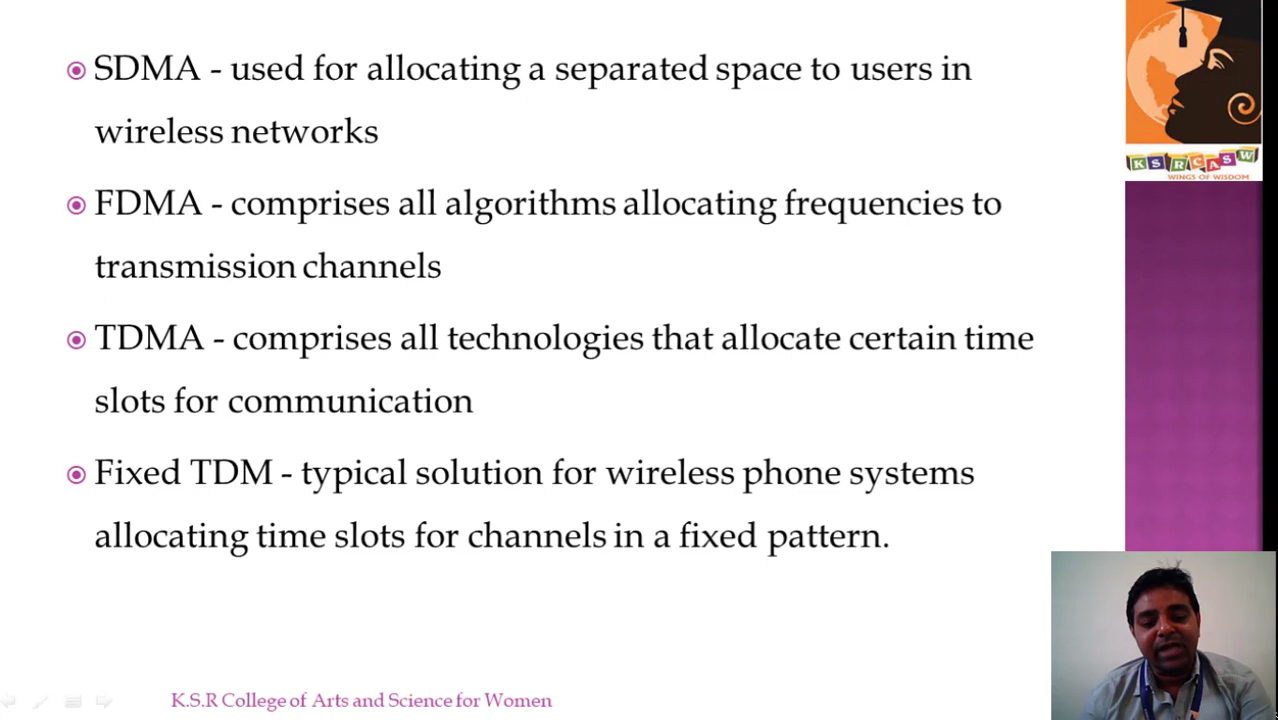 SDMA - used for allocating a separated space to users in
wireless networks
FDMA - comprises all algorithms allocating frequencies to
transmission channels
TDMA - comprises all technologies that allocate certain time
slots for communication
Fixed TDM - typical solution for wireless phone systems
allocating time slots for channels in a fixed pattern.
KSRCASW
WINGS OF WISDOM
K.S.R College of Arts and Science for Women